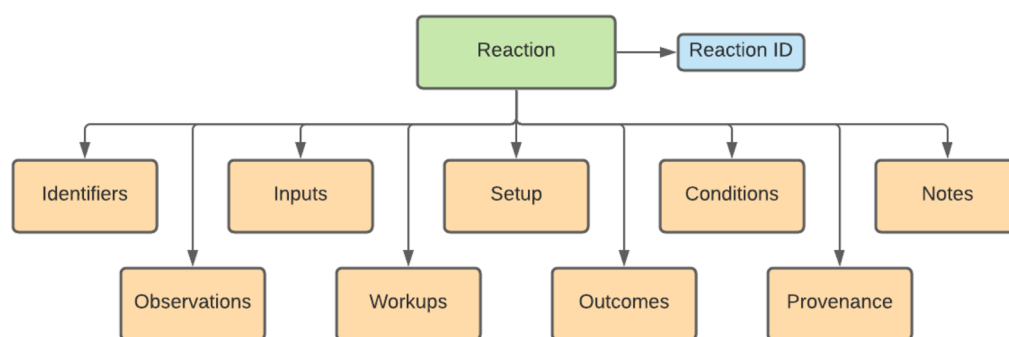 Reaction
Reaction ID
Identifiers
Inputs
Setup
Conditions
Notes
Observations
Workups
Outcomes
Provenance